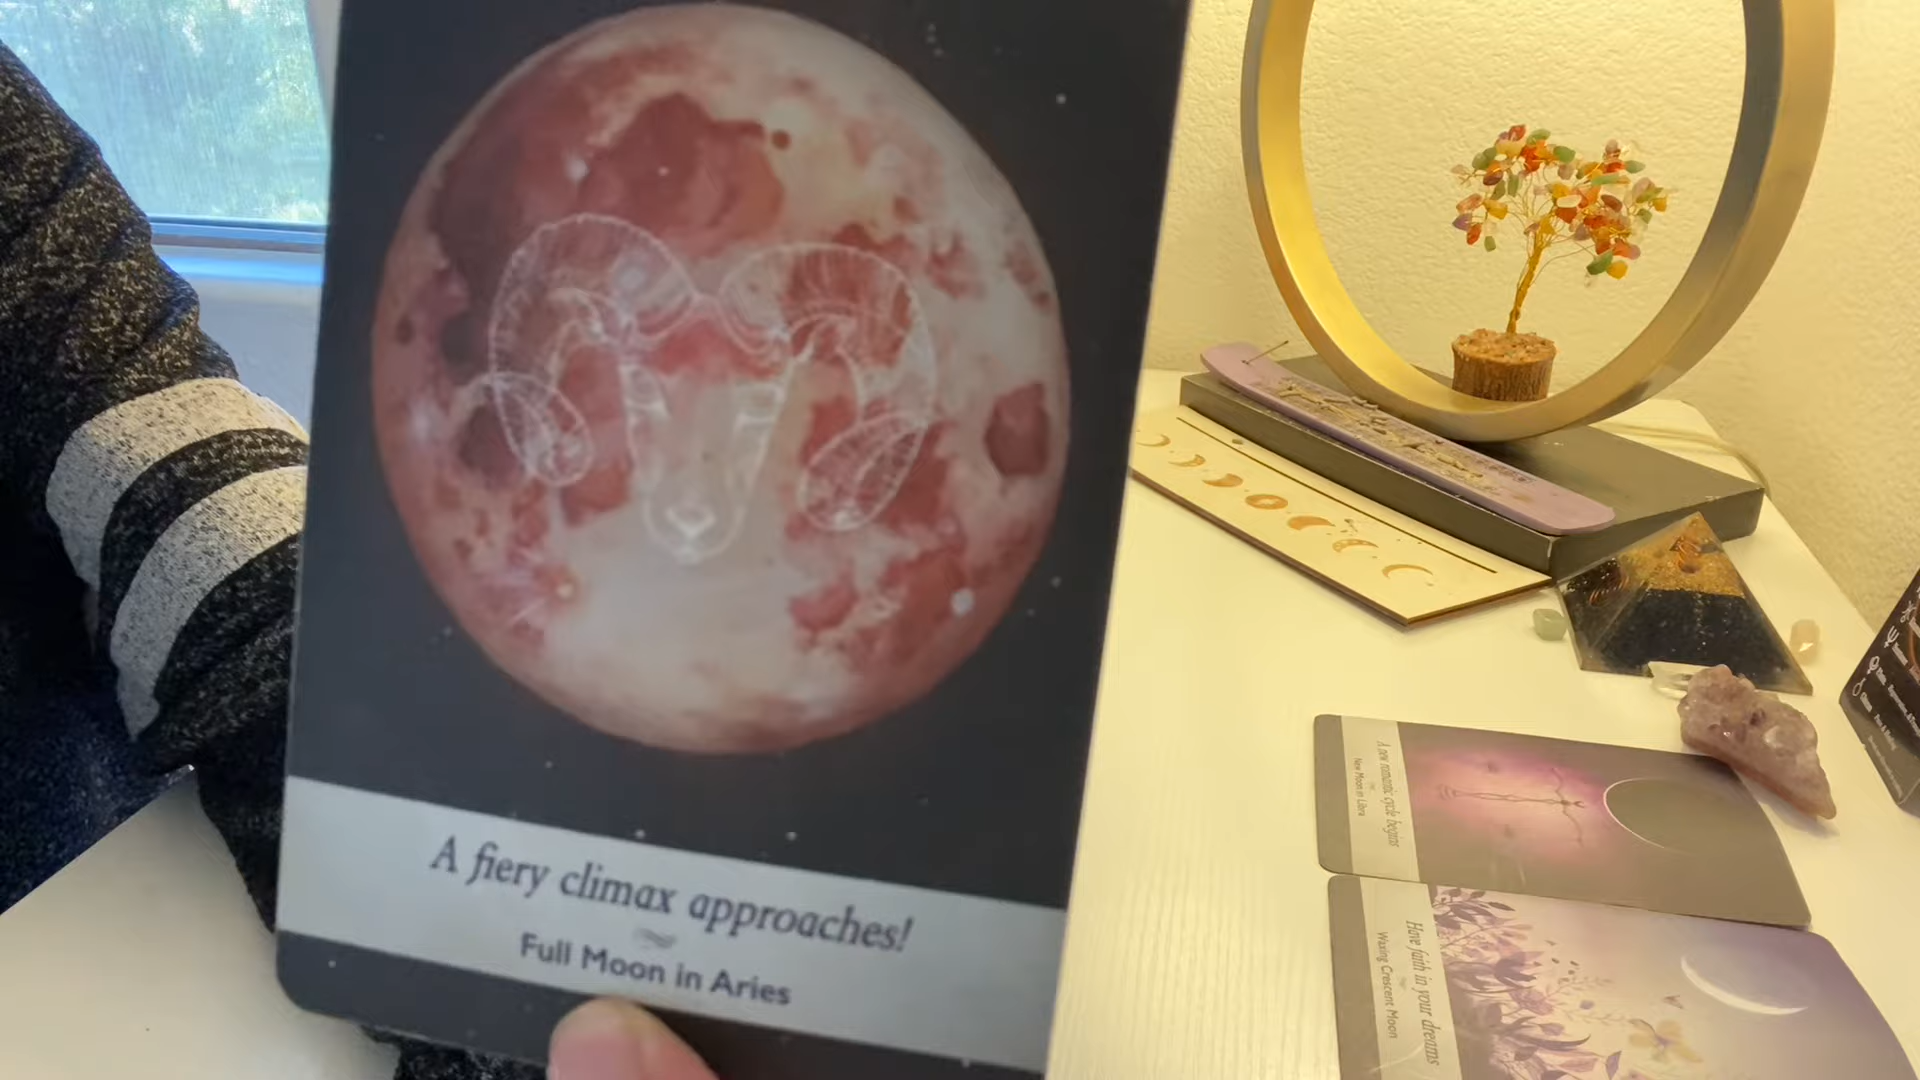 A fiery climax approaches!
Full Moon in Aries
A new romantic cycle begins
New Moon in Libra
Have faith in your dreams
Waxing Crescent Moon